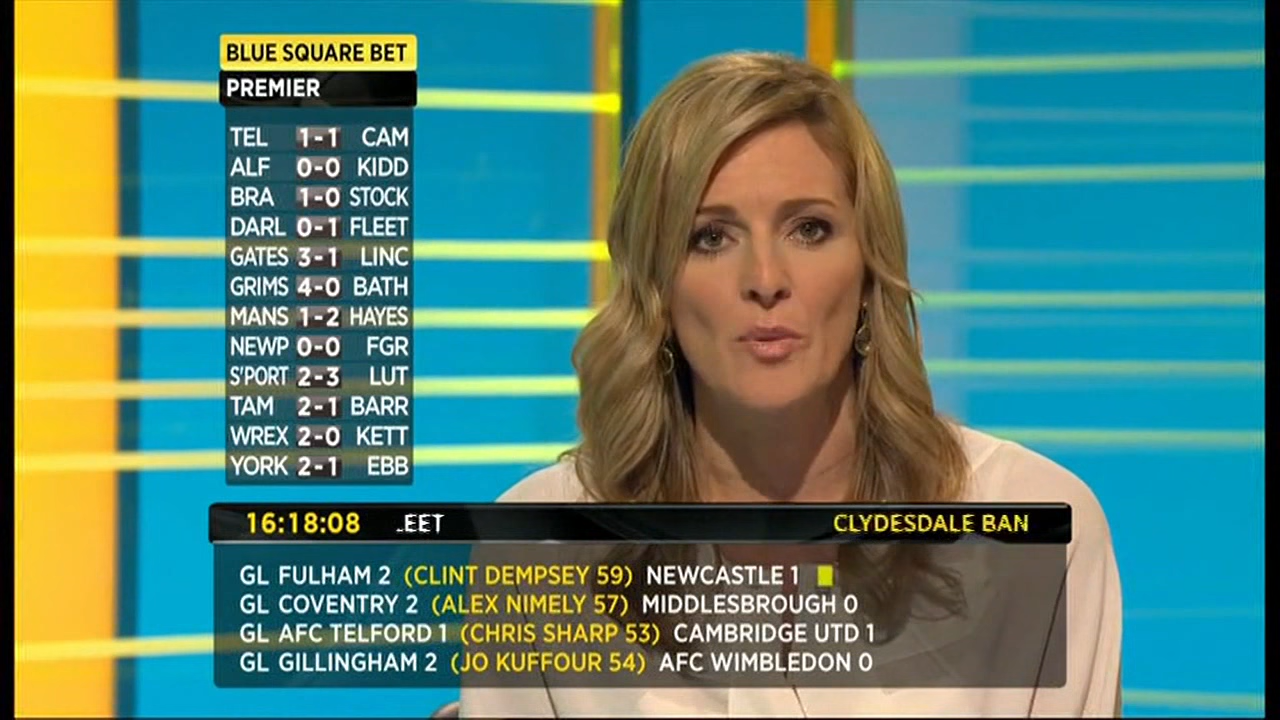 BLUE SQUARE BET
PREMIER
TEL 1-1 CAM
ALF 0-0 KIDD
BRA 1-0 STOCK
DARL 0-1 FLEET
GATES 3-1 LINC
GRIMS 4-0 BATH
MANS 1-2 HAYES
NEWP 0-0 FGR
S'PORT 2-3 LUT
TAM 2-1 BARR
WREX 2-0 KETT
YORK 2-1 EBB
16:18:08 EET CLYDESDALE BAN
GL FULHAM 2 (CLINT DEMPSEY 59) NEWCASTLE 1
GL COVENTRY 2 (ALEX NIMELY 57) MIDDLESBROUGH 0
GL AFC TELFORD 1 (CHRIS SHARP 53) CAMBRIDGE UTD 1
GL GILLINGHAM 2 (JO KUFFOUR 54) AFC WIMBLEDON 0